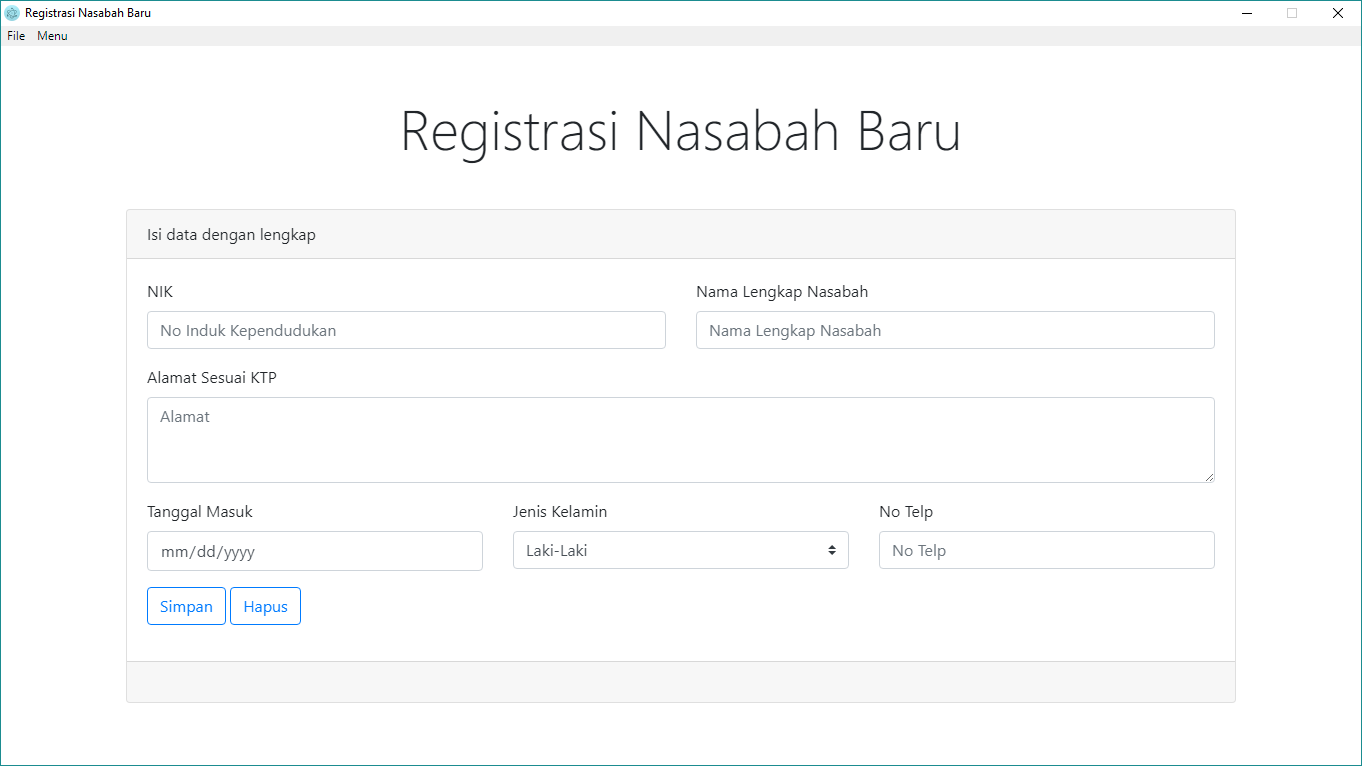 Registrasi Nasabah Baru
File Menu
Registrasi Nasabah Baru
Isi data dengan lengkap
NIK Nama Lengkap Nasabah
No Induk Kependudukan Nama Lengkap Nasabah
Alamat Sesuai KTP
Alamat
Tanggal Masuk Jenis Kelamin No Telp
mm/dd/yyyy Laki-Laki No Telp
Simpan Hapus